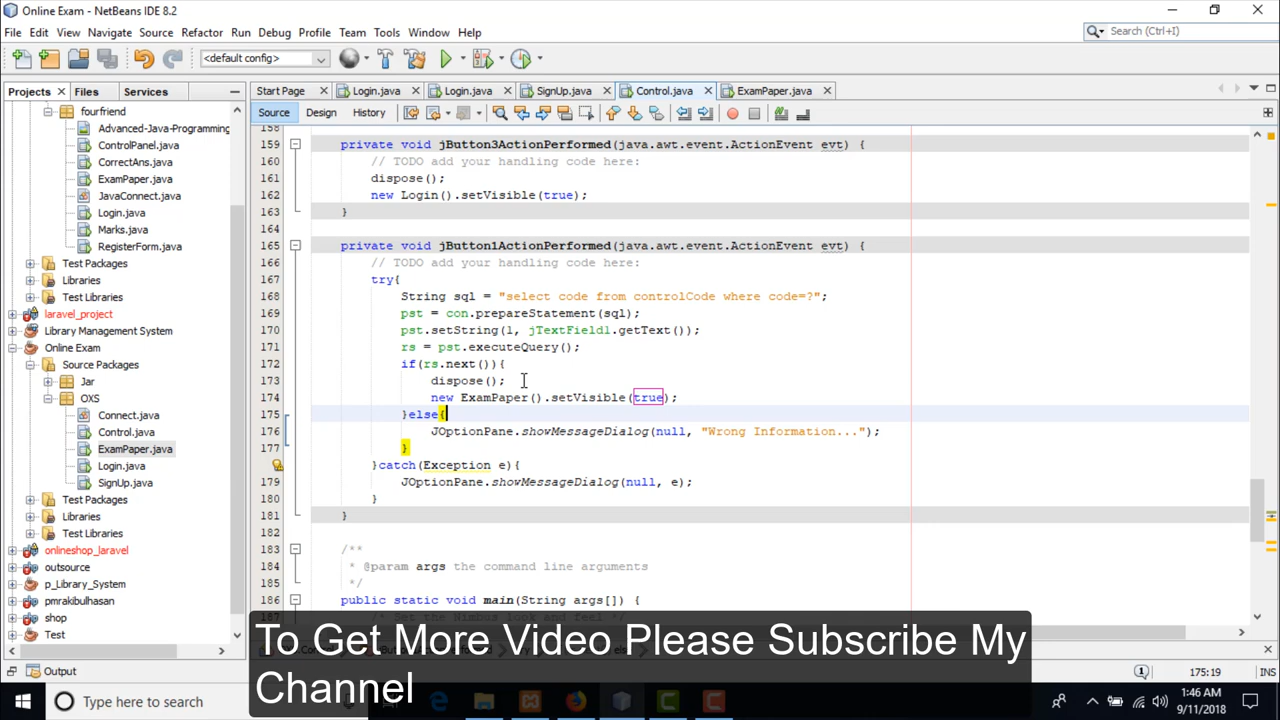 Online Exam - NetBeans IDE 8.2
File Edit View Navigate Source Refactor Run Debug Profile Team Tools Window Help
Search (Ctrl+I)
<default config>
Projects Files Services
Start Page Login.java Login.java SignUp.java Control.java ExamPaper.java
Source Design History
fourfriend
Advanced-Java-Programming
ControlPanel.java
CorrectAns.java
ExamPaper.java
JavaConnect.java
Login.java
Marks.java
RegisterForm.java
Test Packages
Libraries
Test Libraries
laravel_project
Library Management System
Online Exam
Source Packages
Jar
OXS
Connect.java
Control.java
ExamPaper.java
Login.java
SignUp.java
Test Packages
Libraries
Test Libraries
onlineshop_laravel
outsource
p_Library_System
pmrakibulhasan
shop
Test
158
159 private void jButton3ActionPerformed(java.awt.event.ActionEvent evt) {
160 // TODO add your handling code here:
161 dispose();
162 new Login().setVisible(true);
163 }
164
165 private void jButton1ActionPerformed(java.awt.event.ActionEvent evt) {
166 // TODO add your handling code here:
167 try{
168 String sql = "select code from controlCode where code=?";
169 pst = con.prepareStatement(sql);
170 pst.setString(1, jTextField1.getText());
171 rs = pst.executeQuery();
172 if(rs.next()){
173 dispose();
174 new ExamPaper().setVisible(true);
175 }else{
176 JOptionPane.showMessageDialog(null, "Wrong Information...");
177 }
}catch(Exception e){
179 JOptionPane.showMessageDialog(null, e);
180 }
181 }
182
183 /**
184 * @param args the command line arguments
185 */
186 public static void main(String args[]) {
187 /* Set the Nimbus look and feel */
To Get More Video Please Subscribe My
Channel
Output
1
175:19
INS
Type here to search
1:46 AM
9/11/2018